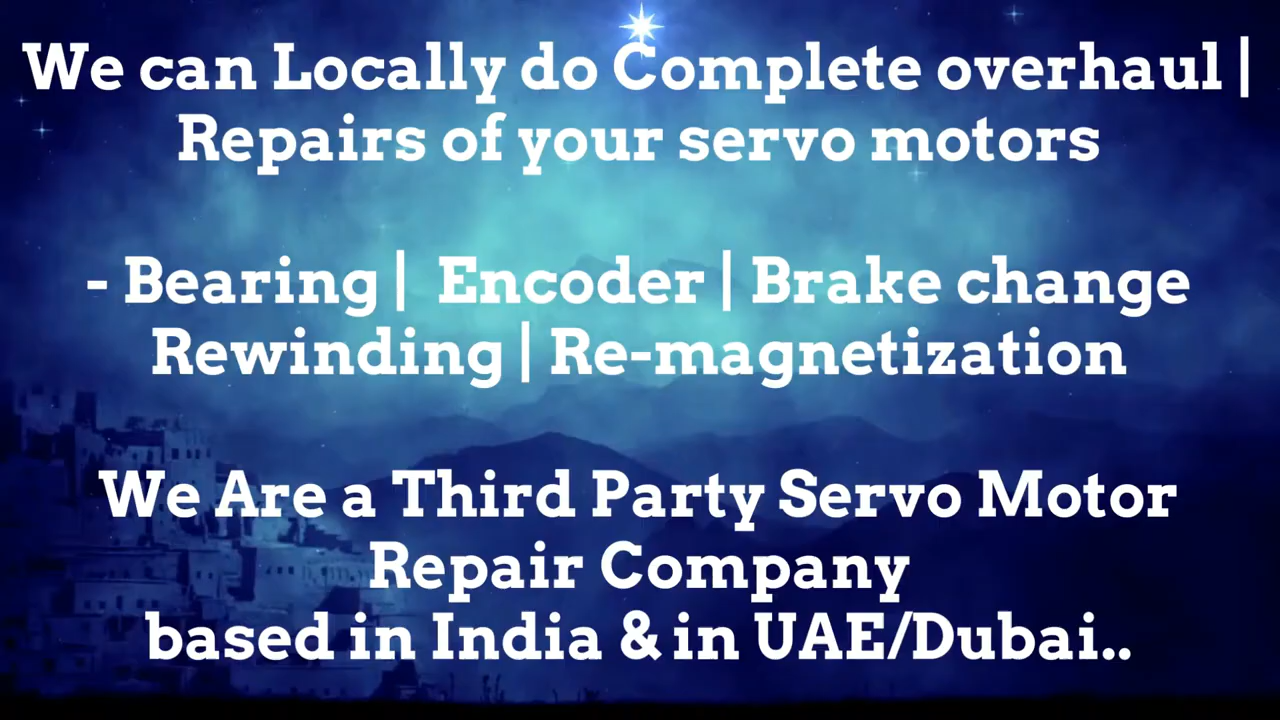 We can Locally do Complete overhaul |
Repairs of your servo motors
- Bearing | Encoder | Brake change
Rewinding | Re-magnetization
We Are a Third Party Servo Motor
Repair Company
based in India & in UAE/Dubai..